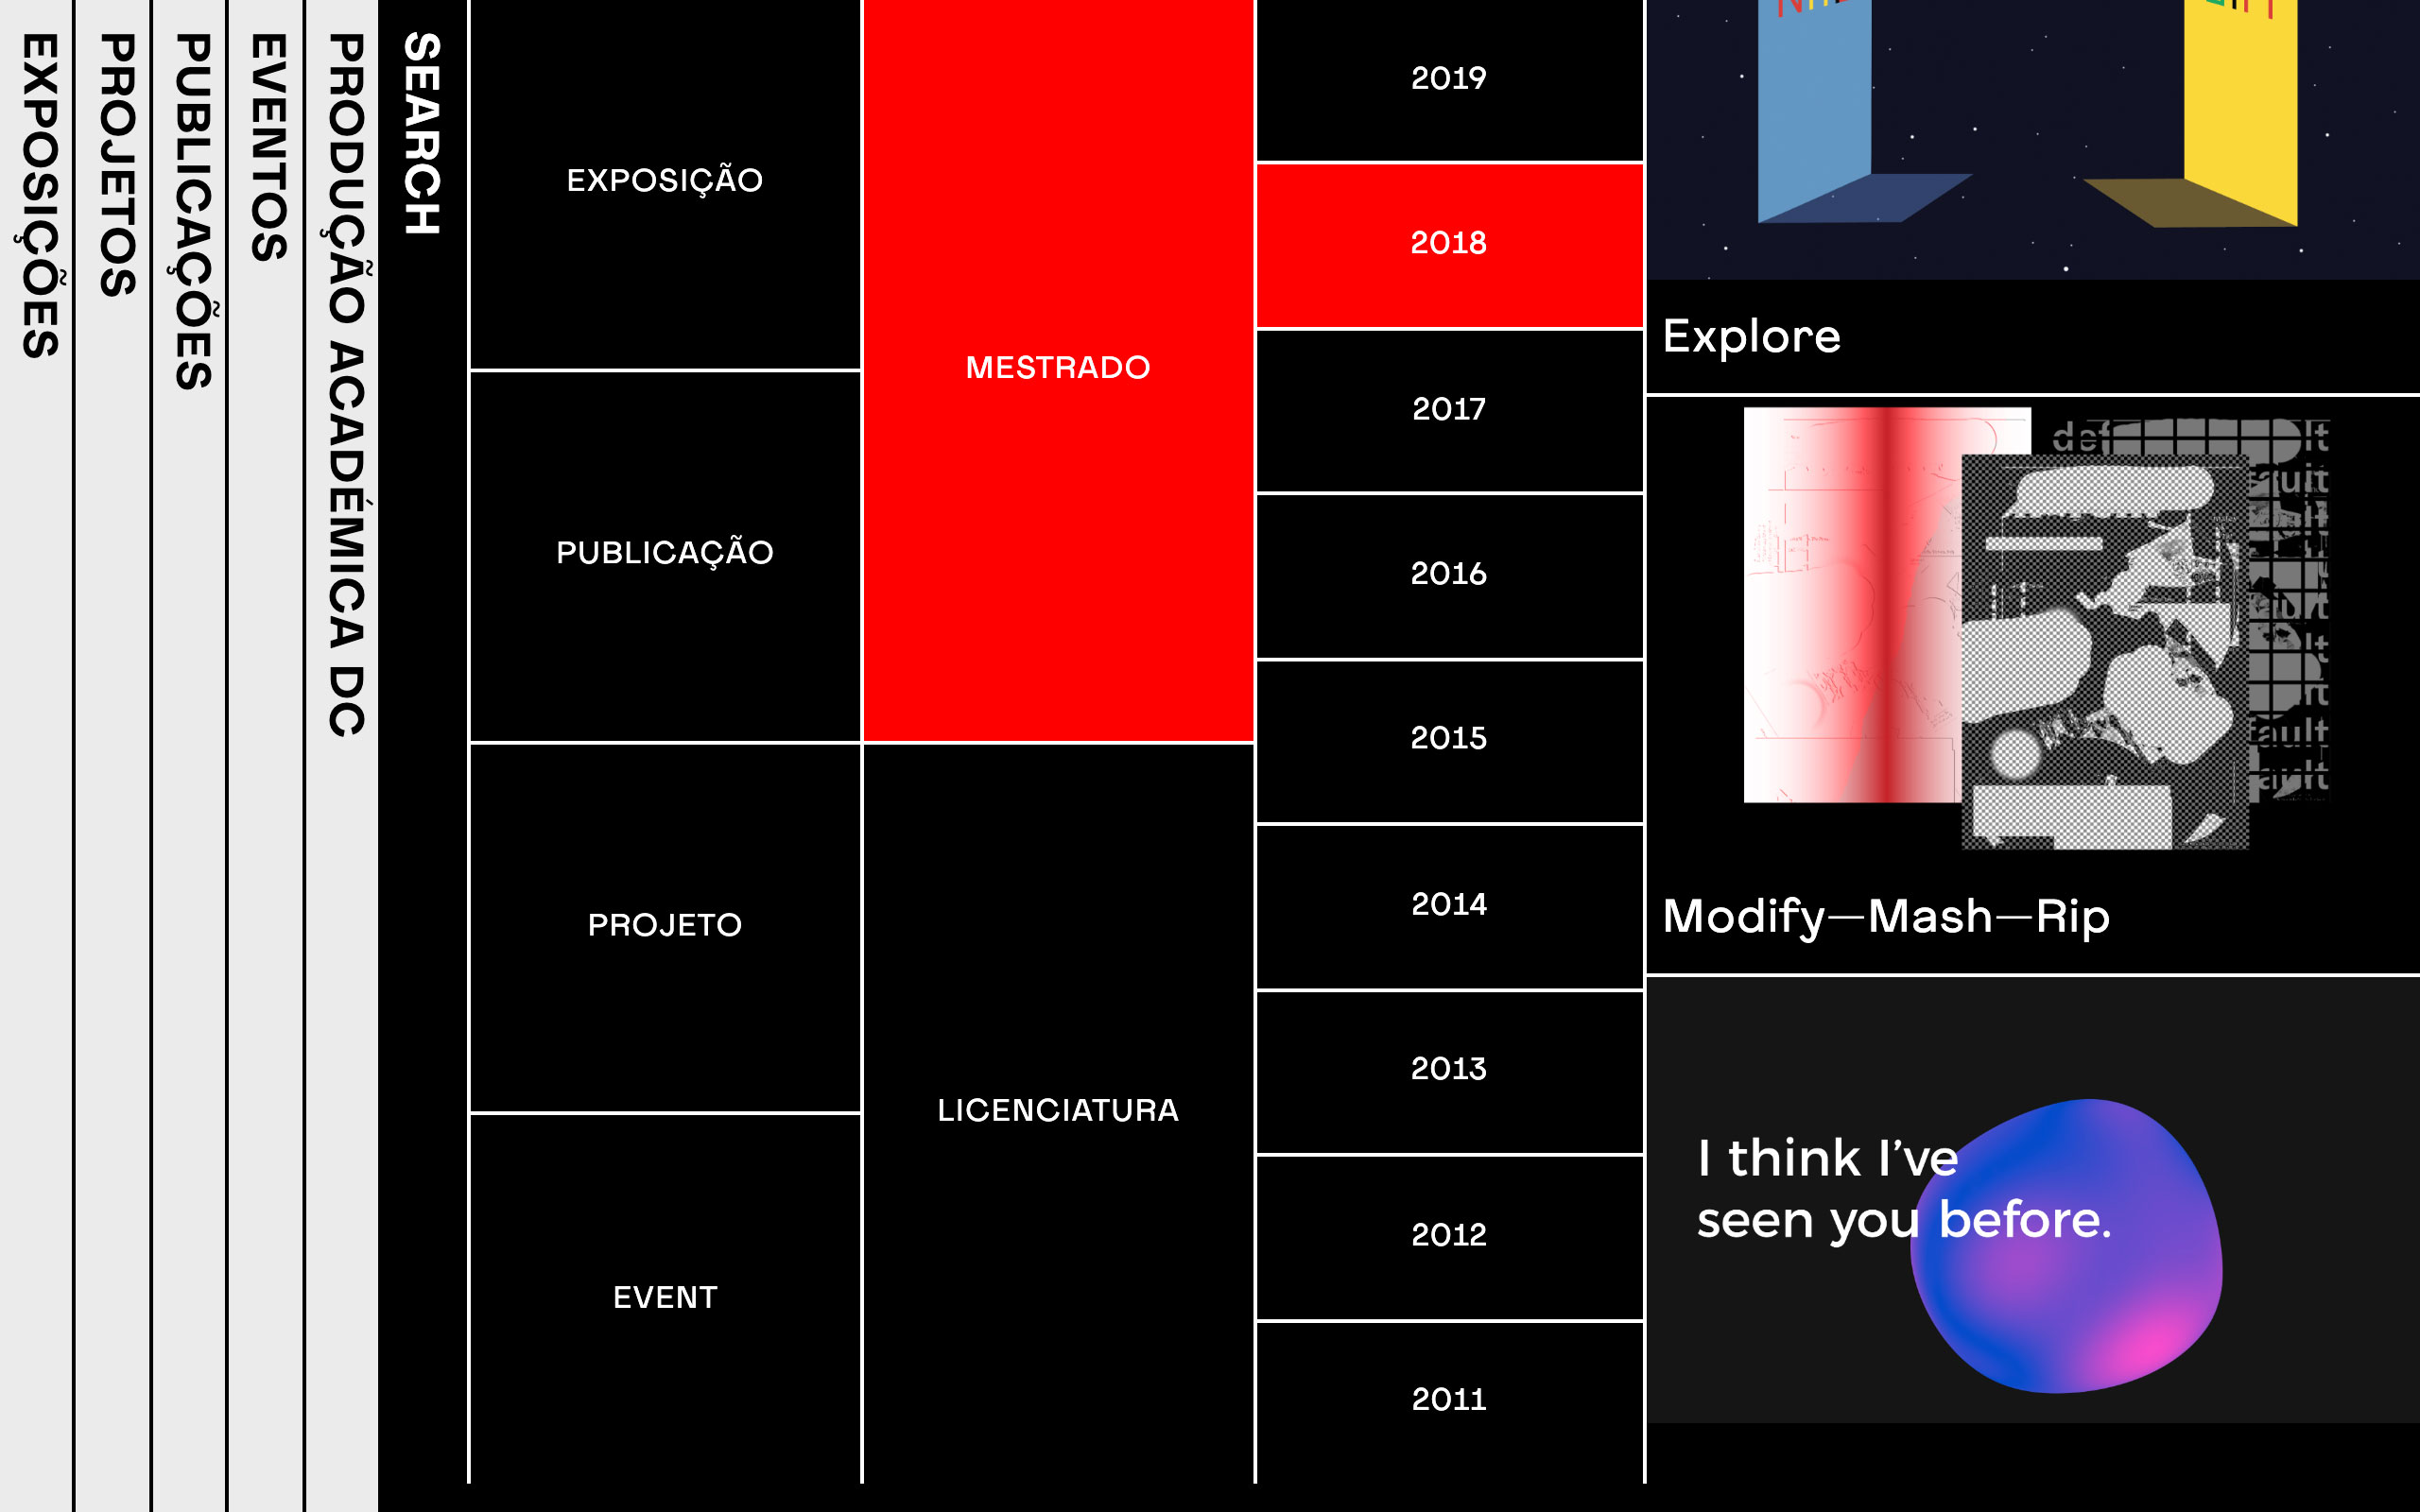 EXPOSIÇÕES
PROJETOS
PUBLICAÇÕES
EVENTOS
PRODUÇÃO ACADÉMICA DC
SEARCH
EXPOSIÇÃO
PUBLICAÇÃO
PROJETO
EVENT
MESTRADO
LICENCIATURA
2019
2018
2017
2016
2015
2014
2013
2012
2011
Explore
Modify—Mash—Rip
I think I’ve
seen you before.